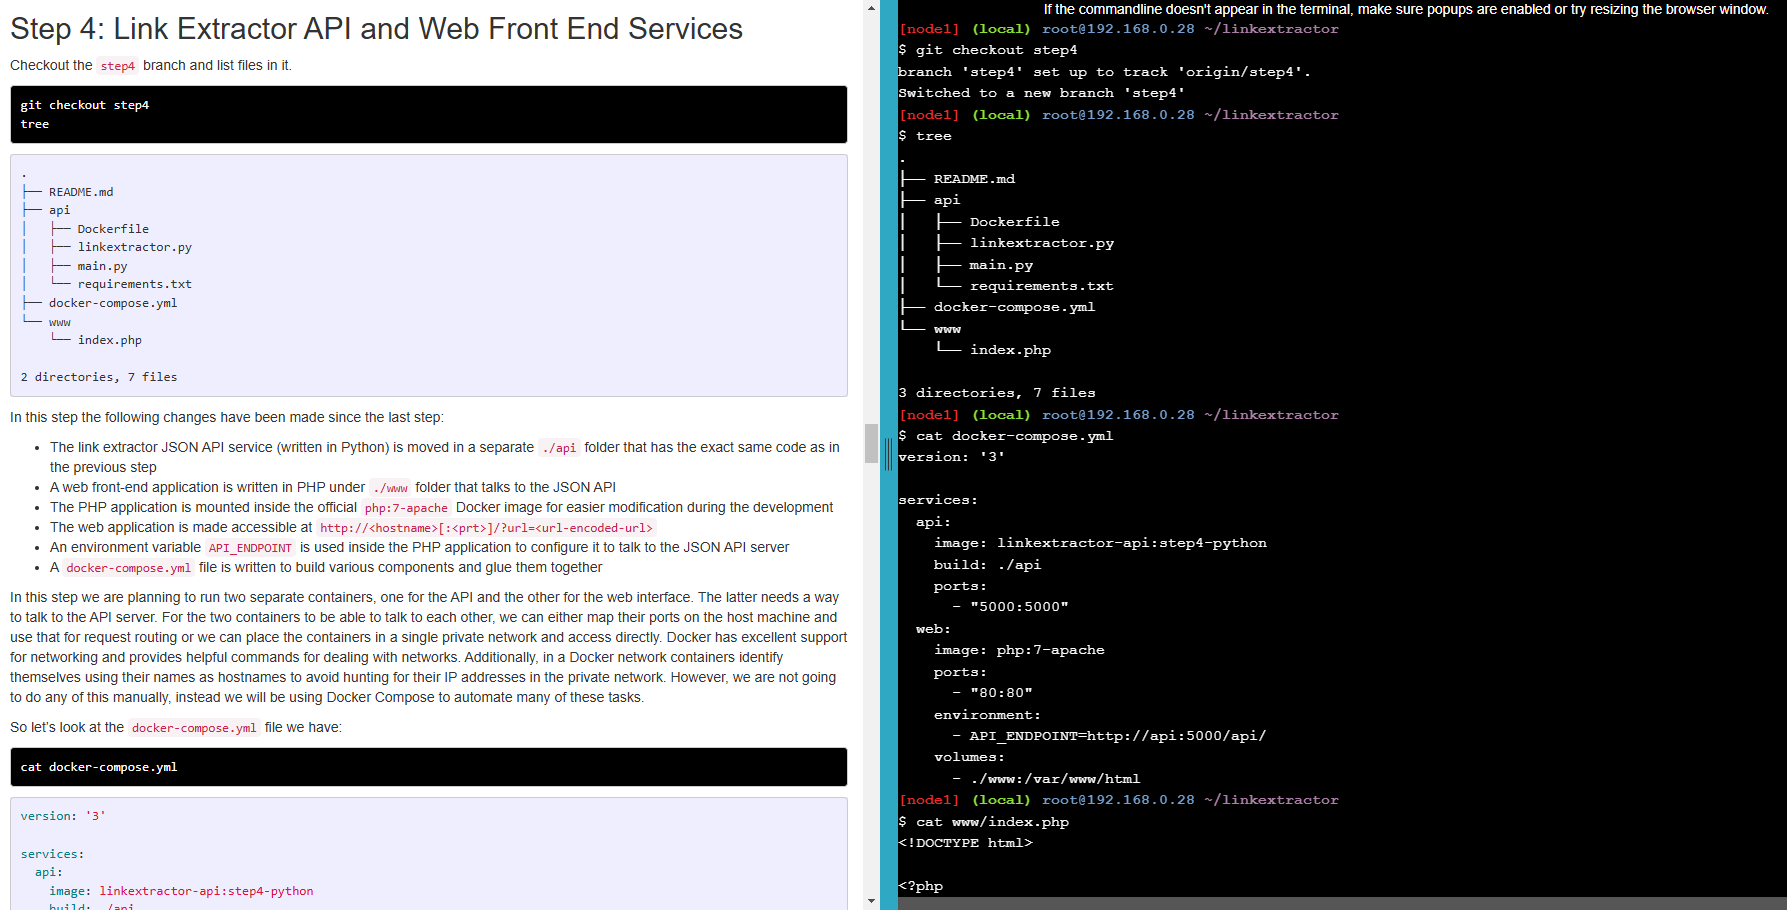 Step 4: Link Extractor API and Web Front End Services
Checkout the step4 branch and list files in it.
git checkout step4
tree
.
├── README.md
├── api
│   ├── Dockerfile
│   ├── linkextractor.py
│   ├── main.py
│   └── requirements.txt
├── docker-compose.yml
└── www
    └── index.php

2 directories, 7 files
In this step the following changes have been made since the last step:
• The link extractor JSON API service (written in Python) is moved in a separate ./api folder that has the exact same code as in
the previous step
• A web front-end application is written in PHP under ./www folder that talks to the JSON API
• The PHP application is mounted inside the official php:7-apache Docker image for easier modification during the development
• The web application is made accessible at http://<hostname>[:<prt>]/?url=<url-encoded-url>
• An environment variable API_ENDPOINT is used inside the PHP application to configure it to talk to the JSON API server
• A docker-compose.yml file is written to build various components and glue them together
In this step we are planning to run two separate containers, one for the API and the other for the web interface. The latter needs a way
to talk to the API server. For the two containers to be able to talk to each other, we can either map their ports on the host machine and
use that for request routing or we can place the containers in a single private network and access directly. Docker has excellent support
for networking and provides helpful commands for dealing with networks. Additionally, in a Docker network containers identify
themselves using their names as hostnames to avoid hunting for their IP addresses in the private network. However, we are not going
to do any of this manually, instead we will be using Docker Compose to automate many of these tasks.
So let's look at the docker-compose.yml file we have:
cat docker-compose.yml
version: '3'

services:
  api:
    image: linkextractor-api:step4-python
    build: ./api
If the commandline doesn't appear in the terminal, make sure popups are enabled or try resizing the browser window.
[node1] (local) root@192.168.0.28 ~/linkextractor
$ git checkout step4
branch 'step4' set up to track 'origin/step4'.
Switched to a new branch 'step4'
[node1] (local) root@192.168.0.28 ~/linkextractor
$ tree
.
├── README.md
├── api
│   ├── Dockerfile
│   ├── linkextractor.py
│   ├── main.py
│   └── requirements.txt
├── docker-compose.yml
└── www
    └── index.php

3 directories, 7 files
[node1] (local) root@192.168.0.28 ~/linkextractor
$ cat docker-compose.yml
version: '3'

services:
  api:
    image: linkextractor-api:step4-python
    build: ./api
    ports:
      - "5000:5000"
  web:
    image: php:7-apache
    ports:
      - "80:80"
    environment:
      - API_ENDPOINT=http://api:5000/api/
    volumes:
      - ./www:/var/www/html
[node1] (local) root@192.168.0.28 ~/linkextractor
$ cat www/index.php
<!DOCTYPE html>

<?php